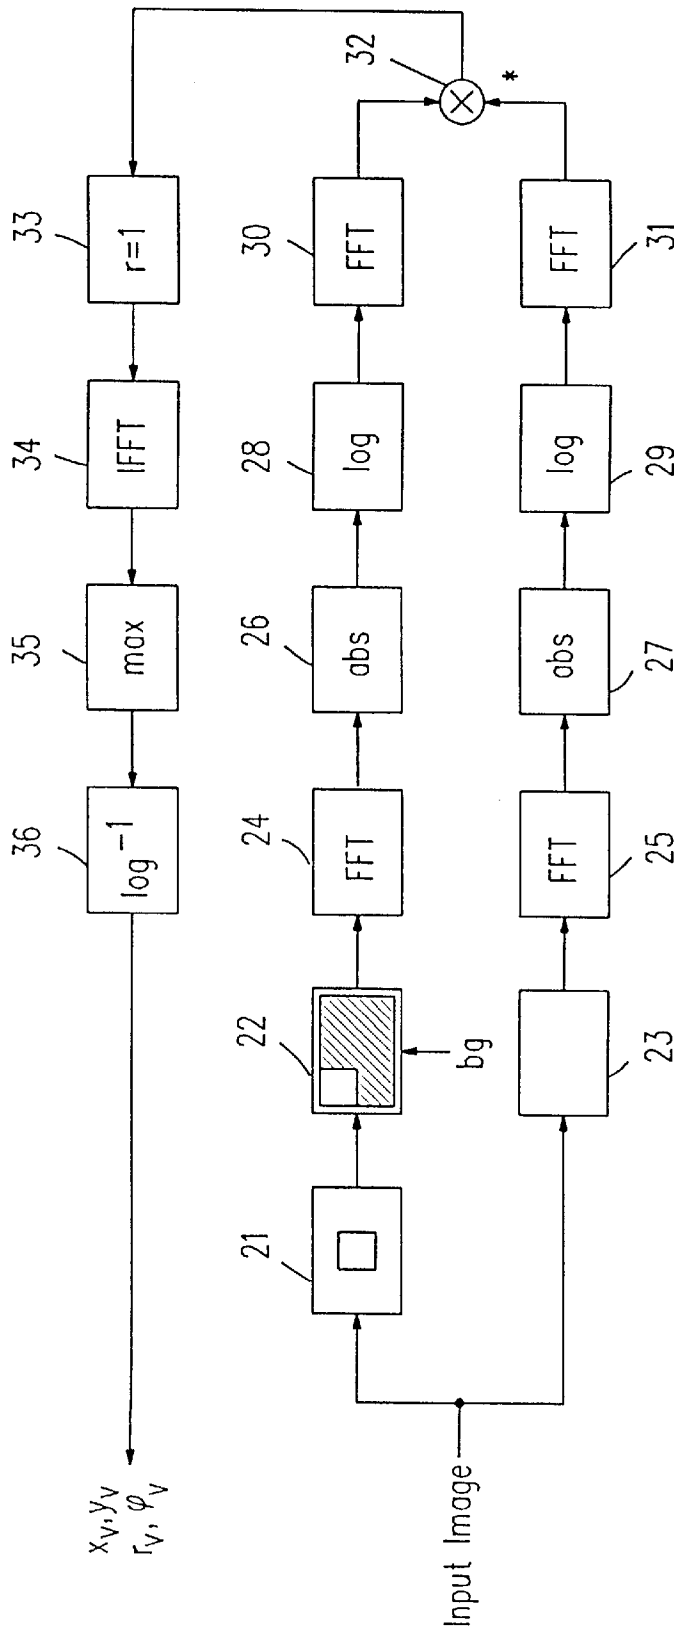 Input Image
21
22
bg
24
FFT
26
abs
28
log
30
FFT
32
*
23
25
FFT
27
abs
29
log
31
FFT
33
r=1
34
IFFT
35
max
36
log⁻¹
xᵥ,yᵥ
rᵥ, φᵥ